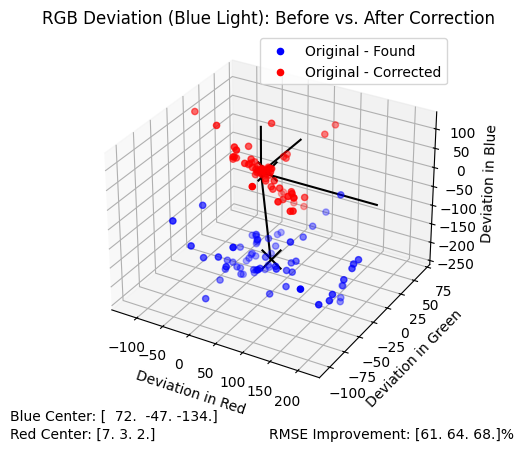 RGB Deviation (Blue Light): Before vs. After Correction
Original - Found
Original - Corrected
100
50
0
-50
-100
-150
-200
-250
Deviation in Blue
75
50
25
0
-25
-50
-75
-100
Deviation in Green
-100
-50
0
50
100
150
200
Deviation in Red
Blue Center: [  72.  -47. -134.]
Red Center: [7. 3. 2.]
RMSE Improvement: [61. 64. 68.]%